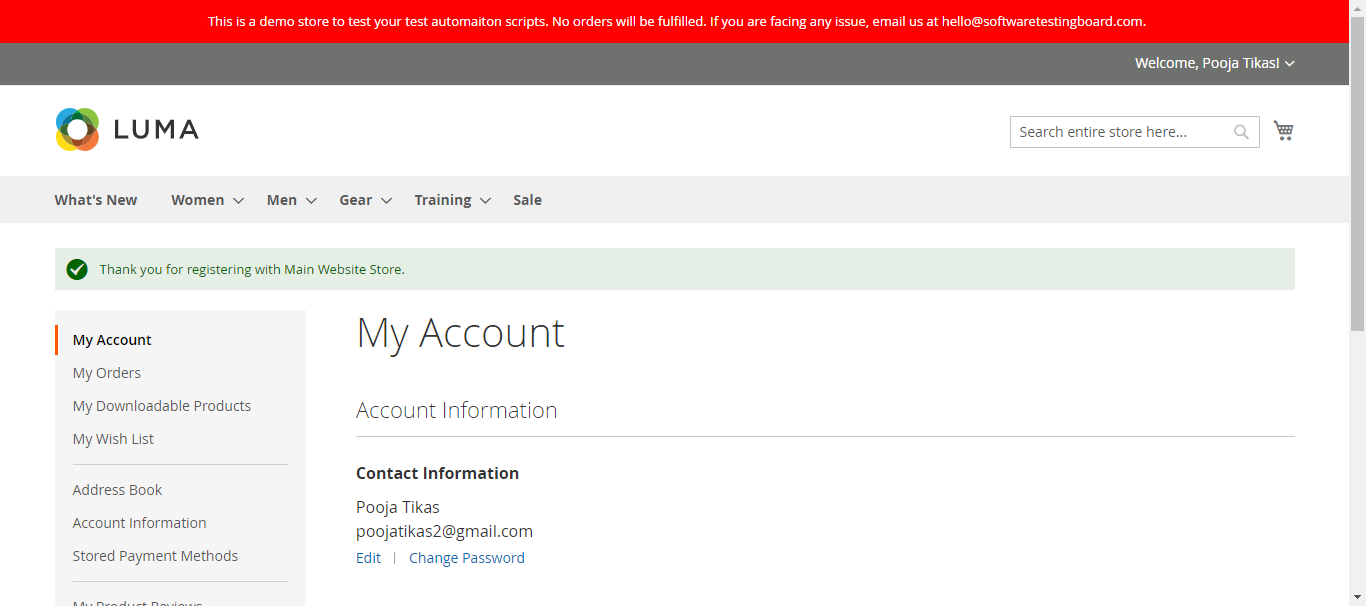 This is a demo store to test your test automaiton scripts. No orders will be fulfilled. If you are facing any issue, email us at hello@softwaretestingboard.com.
Welcome, Pooja Tikas!
LUMA
Search entire store here...
What's New Women Men Gear Training Sale
Thank you for registering with Main Website Store.
My Account
My Orders
My Downloadable Products
My Wish List
Address Book
Account Information
Stored Payment Methods
My Product Reviews
My Account
Account Information
Contact Information
Pooja Tikas
poojatikas2@gmail.com
Edit | Change Password